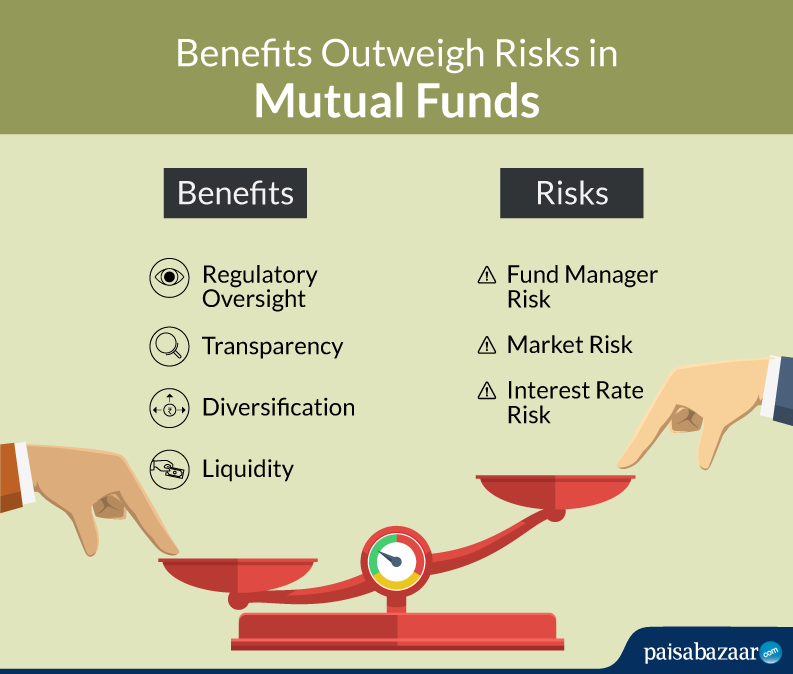 Benefits Outweigh Risks in
Mutual Funds
Benefits
Regulatory
Oversight
Transparency
₹
Diversification
Liquidity
Risks
Fund Manager
Risk
Market Risk
Interest Rate
Risk
paisabazaar.com